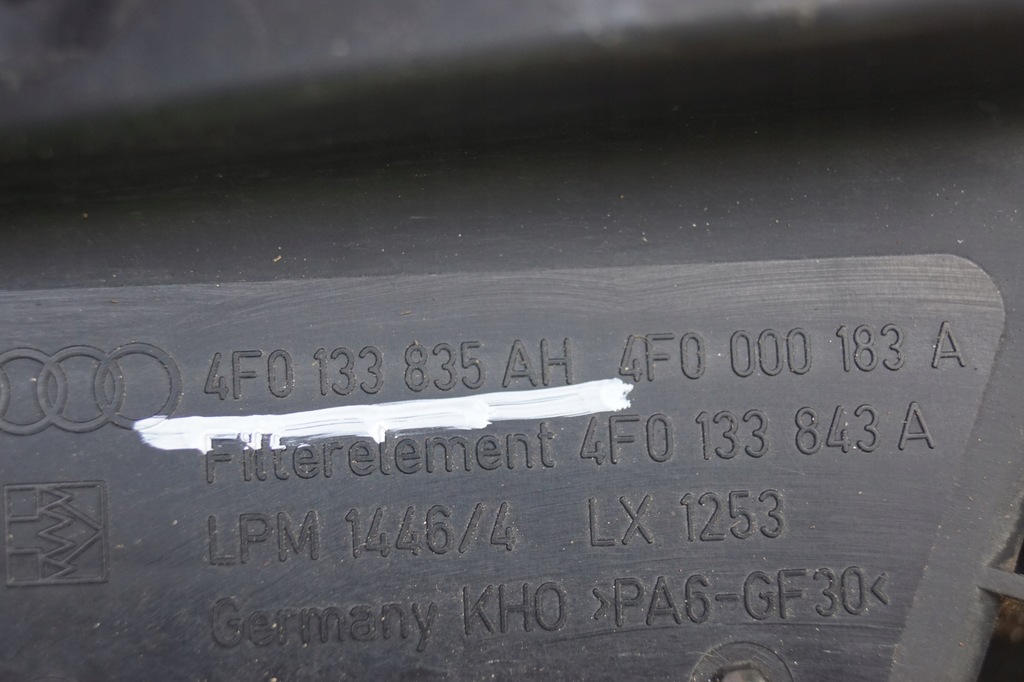 4F0 133 835 AH 4F0 000 183 A
Filterelement 4F0 133 843 A
LPM 1446/4 LX 1253
Germany KHO >PA6-GF30<